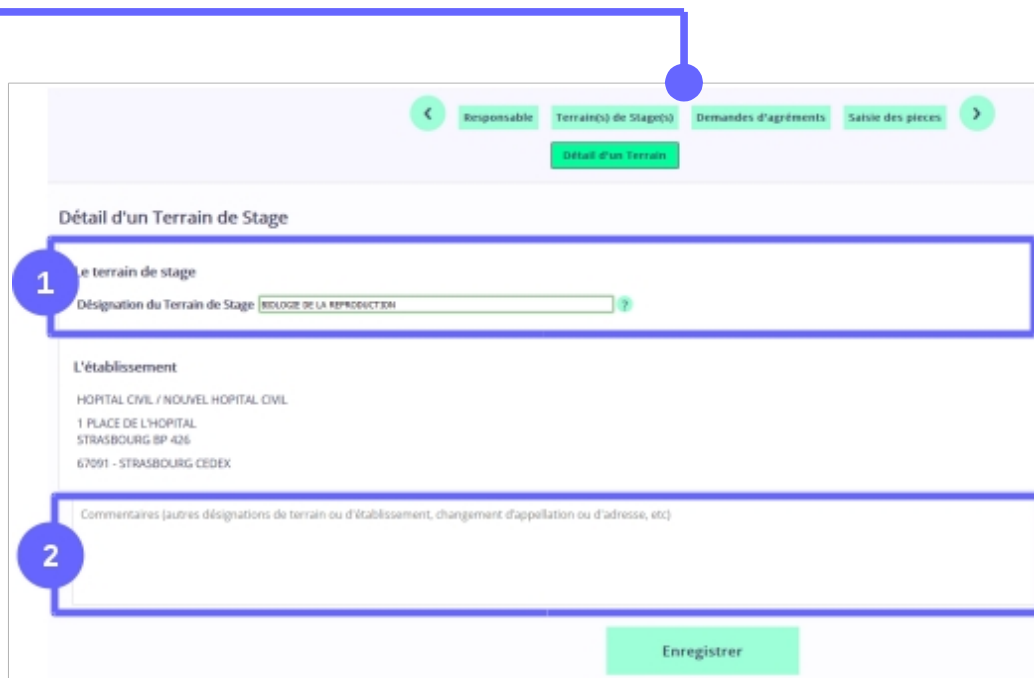 ❮ Responsable Terrain(s) de Stage(s) Demandes d'agréments Saisie des pieces ❯
Détail d'un Terrain
Détail d'un Terrain de Stage
1
e terrain de stage
Désignation du Terrain de Stage BIOLOGIE DE LA REPRODUCTION ?
L'établissement
HOPITAL CIVIL / NOUVEL HOPITAL CIVIL
1 PLACE DE L'HOPITAL
STRASBOURG BP 426
67091 - STRASBOURG CEDEX
2
Commentaires (autres désignations de terrain ou d'établissement, changement d'appellation ou d'adresse, etc)
Enregistrer